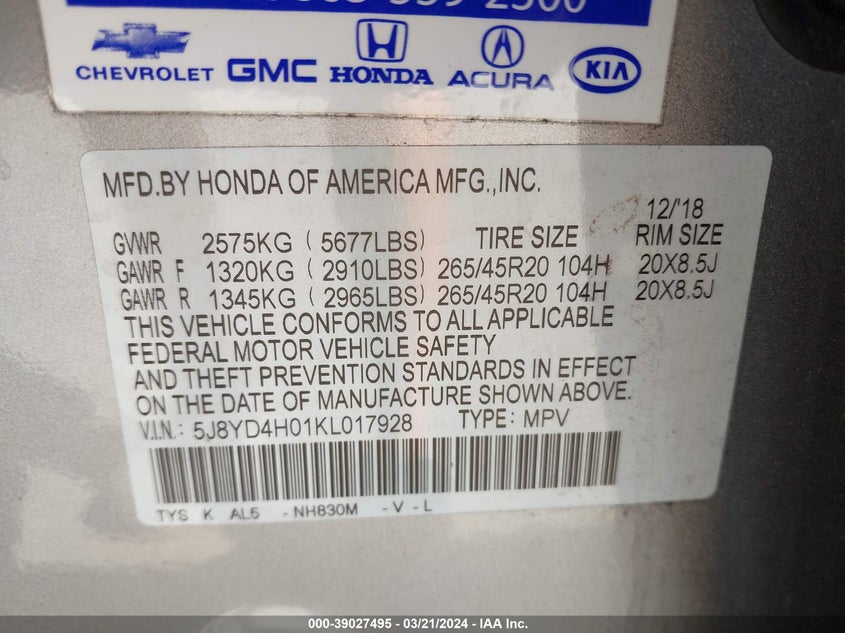 CHEVROLET GMC HONDA ACURA KIA
MFD.BY HONDA OF AMERICA MFG.,INC.
12/'18
GVWR 2575KG ( 5677LBS) TIRE SIZE RIM SIZE
GAWR F 1320KG ( 2910LBS) 265/45R20 104H 20X8.5J
GAWR R 1345KG ( 2965LBS) 265/45R20 104H 20X8.5J
THIS VEHICLE CONFORMS TO ALL APPLICABLE
FEDERAL MOTOR VEHICLE SAFETY
AND THEFT PREVENTION STANDARDS IN EFFECT
ON THE DATE OF MANUFACTURE SHOWN ABOVE.
V.I.N.: 5J8YD4H01KL017928 TYPE: MPV
TYS K AL5 -NH830M -V -L
000-39027495 - 03/21/2024 - IAA Inc.